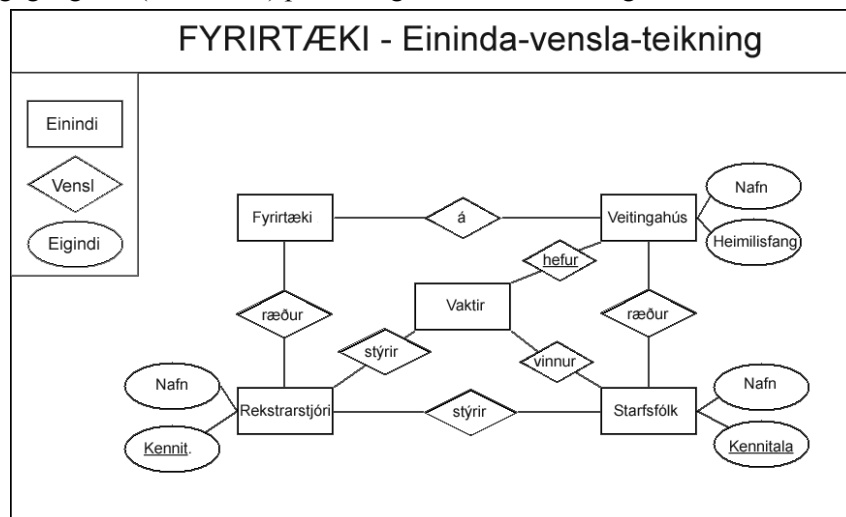 FYRIRTÆKI - Eininda-vensla-teikning
Einindi
Vensl
Eigindi
Fyrirtæki
á
Veitingahús
Nafn
Heimilisfang
hefur
Vaktir
ræður
ræður
stýrir
vinnur
Nafn
Kennit.
Rekstrarstjóri
stýrir
Starfsfólk
Nafn
Kennitala